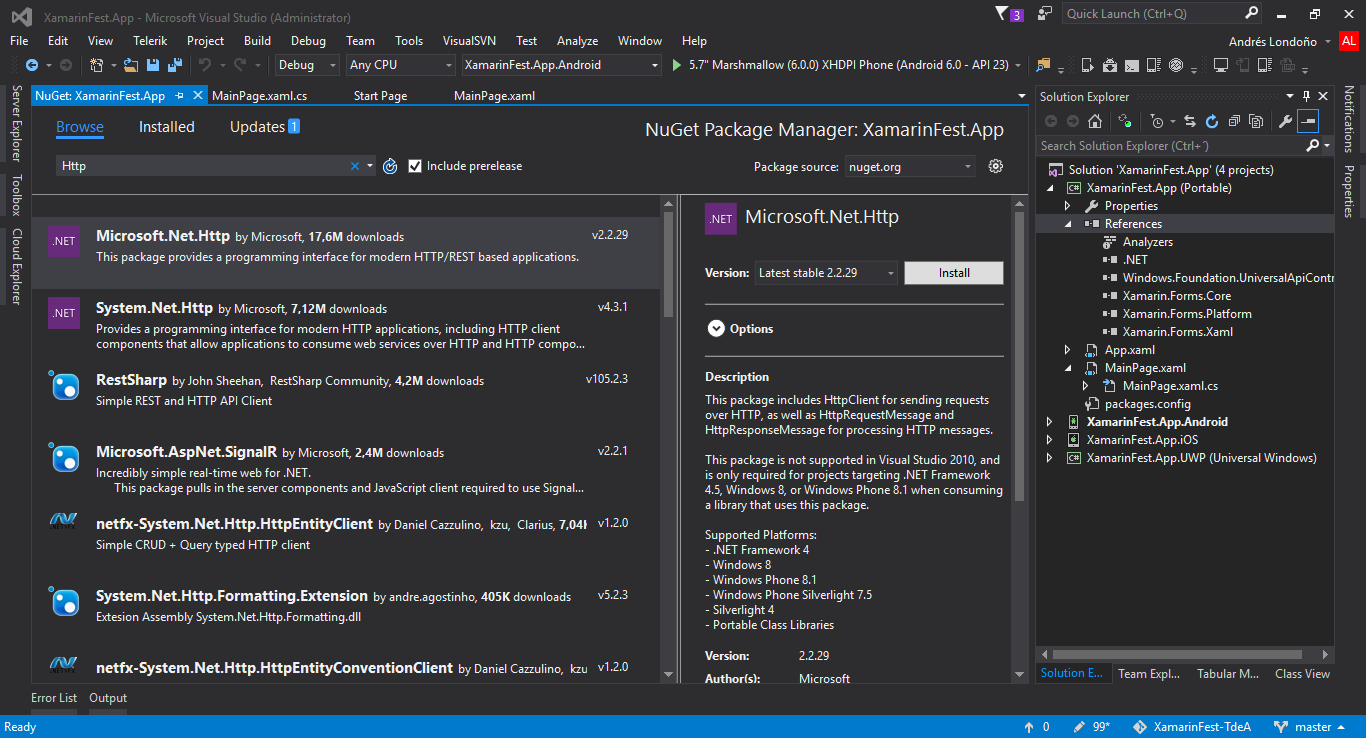 XamarinFest.App - Microsoft Visual Studio (Administrator)
3
Quick Launch (Ctrl+Q)
File Edit View Telerik Project Build Debug Team Tools VisualSVN Test Analyze Window Help
Andrés Londoño AL
Debug Any CPU XamarinFest.App.Android 5.7" Marshmallow (6.0.0) XHDPI Phone (Android 6.0 - API 23)
Server Explorer
Toolbox
Cloud Explorer
NuGet: XamarinFest.App MainPage.xaml.cs Start Page MainPage.xaml
Browse Installed Updates 1
NuGet Package Manager: XamarinFest.App
Http
Include prerelease
Package source: nuget.org
.NET
Microsoft.Net.Http by Microsoft, 17,6M downloads v2.2.29
This package provides a programming interface for modern HTTP/REST based applications.
.NET
System.Net.Http by Microsoft, 7,12M downloads v4.3.1
Provides a programming interface for modern HTTP applications, including HTTP client
components that allow applications to consume web services over HTTP and HTTP compo...
RestSharp by John Sheehan, RestSharp Community, 4,2M downloads v105.2.3
Simple REST and HTTP API Client
Microsoft.AspNet.SignalR by Microsoft, 2,4M downloads v2.2.1
Incredibly simple real-time web for .NET.
This package pulls in the server components and JavaScript client required to use Signal...
netfx-System.Net.Http.HttpEntityClient by Daniel Cazzulino, kzu, Clarius, 7,04K v1.2.0
Simple CRUD + Query typed HTTP client
System.Net.Http.Formatting.Extension by andre.agostinho, 405K downloads v5.2.3
Extesion Assembly System.Net.Http.Formatting.dll
netfx-System.Net.Http.HttpEntityConventionClient by Daniel Cazzulino, kzu v1.2.0
.NET
Microsoft.Net.Http
Version: Latest stable 2.2.29 Install
Options
Description
This package includes HttpClient for sending requests
over HTTP, as well as HttpRequestMessage and
HttpResponseMessage for processing HTTP messages.
This package is not supported in Visual Studio 2010, and
is only required for projects targeting .NET Framework
4.5, Windows 8, or Windows Phone 8.1 when consuming
a library that uses this package.
Supported Platforms:
- .NET Framework 4
- Windows 8
- Windows Phone 8.1
- Windows Phone Silverlight 7.5
- Silverlight 4
- Portable Class Libraries
Version: 2.2.29
Author(s): Microsoft
Solution Explorer
Search Solution Explorer (Ctrl+´)
Solution 'XamarinFest.App' (4 projects)
C# XamarinFest.App (Portable)
Properties
References
Analyzers
.NET
Windows.Foundation.UniversalApiContr
Xamarin.Forms.Core
Xamarin.Forms.Platform
Xamarin.Forms.Xaml
App.xaml
MainPage.xaml
MainPage.xaml.cs
packages.config
XamarinFest.App.Android
XamarinFest.App.iOS
C# XamarinFest.App.UWP (Universal Windows)
Solution E... Team Expl... Tabular M... Class View
Notifications
Properties
Error List Output
Ready
0 99* XamarinFest-TdeA master